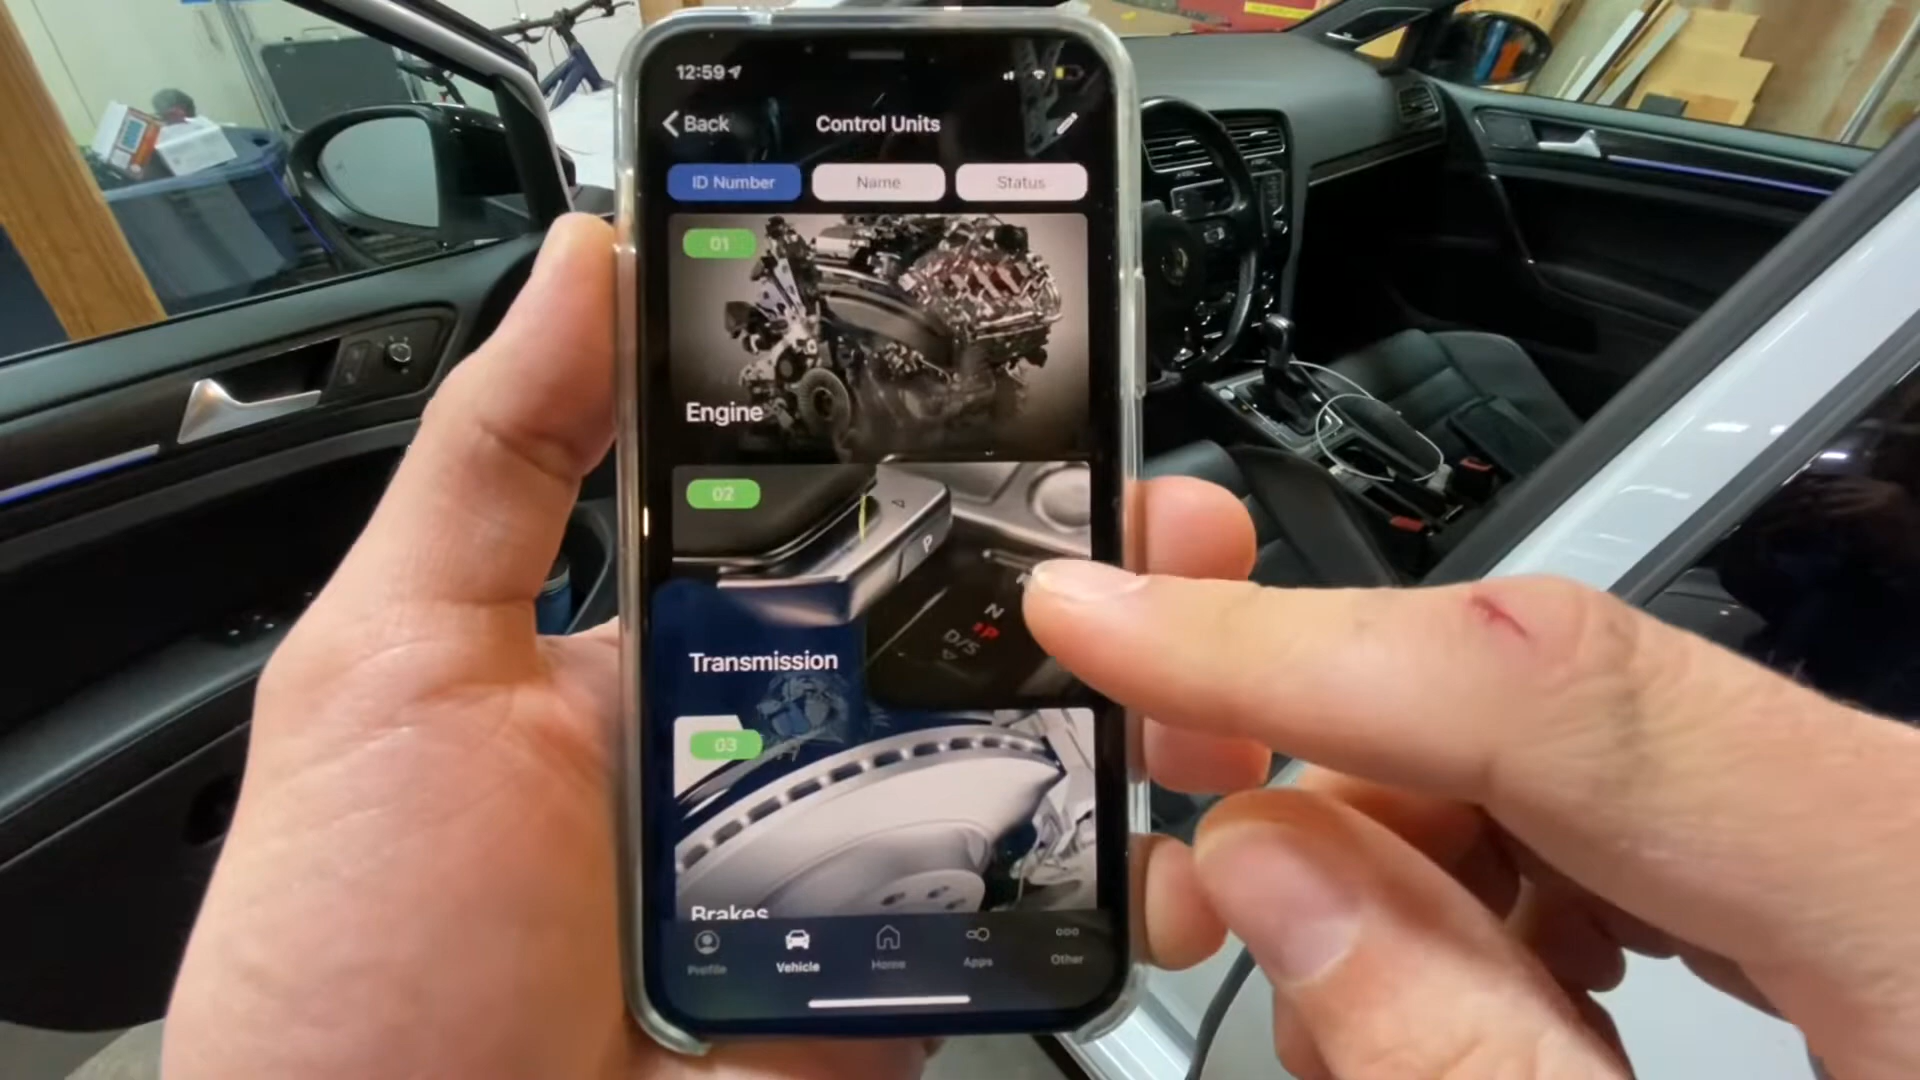 12:59
Back
Control Units
ID Number
Name
Status
01
Engine
02
P
N
P
D/S
Transmission
03
Brakes
Profile
Vehicle
Home
Apps
Other